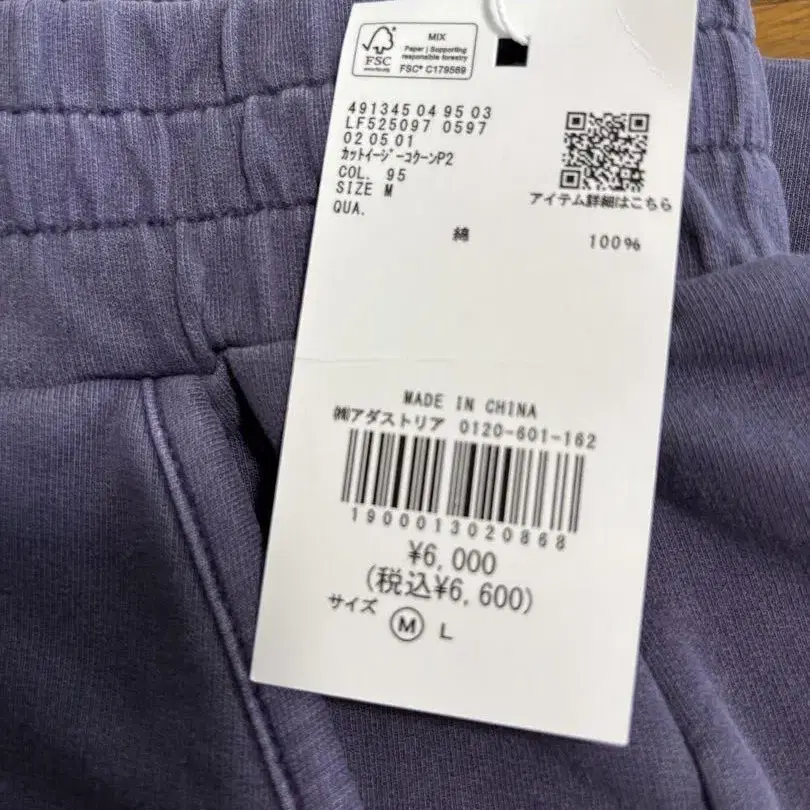 FSC
MIX
Paper | Supporting
responsible forestry
FSC® C179569
491345 04 95 03
LF525097 0597
02 05 01
カットイージーコクーンP2
COL. 95
SIZE M
QUA.
アイテム詳細はこちら
綿 100%
MADE IN CHINA
㈱アダストリア 0120-601-162
1900013020868
¥6,000
(税込¥6,600)
サイズ
M L